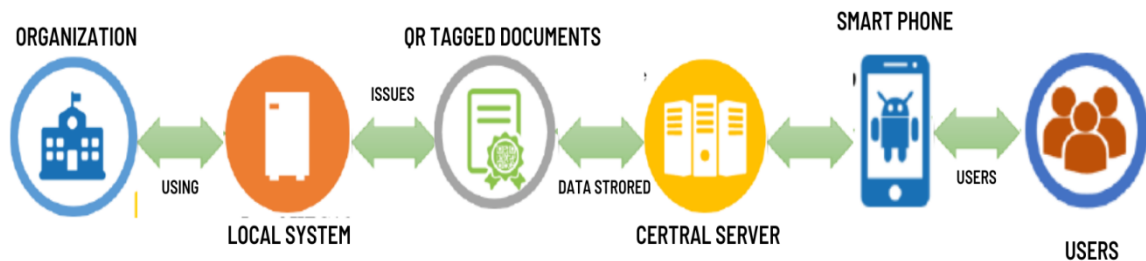 ORGANIZATION
QR TAGGED DOCUMENTS
SMART PHONE
ISSUES
USING
DATA STRORED
USERS
LOCAL SYSTEM
CERTRAL SERVER
USERS